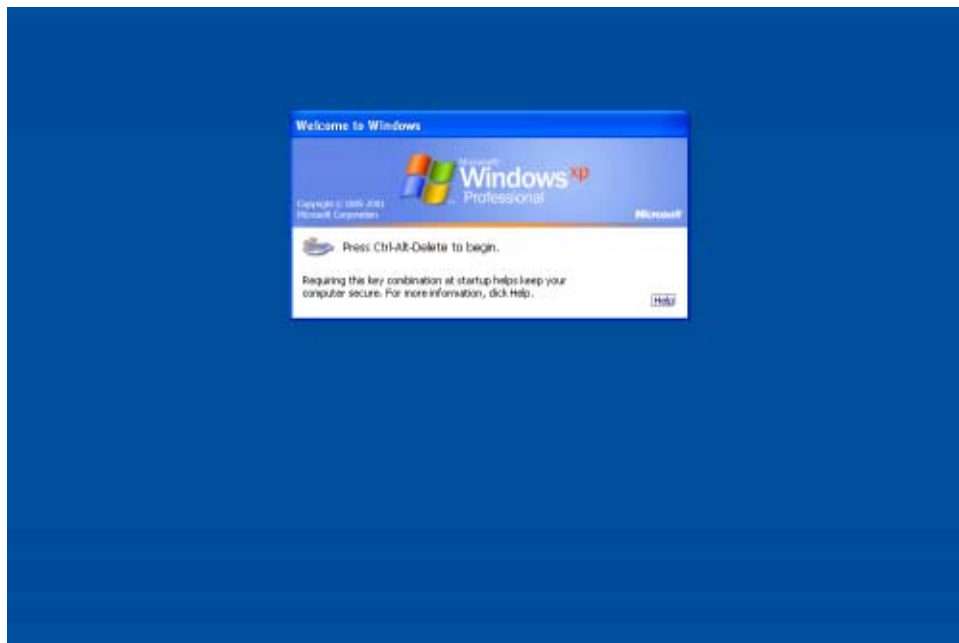 Welcome to Windows
Microsoft
Windows xp
Professional
Copyright © 1985-2001
Microsoft Corporation
Microsoft
Press Ctrl-Alt-Delete to begin.
Requiring this key combination at startup helps keep your
computer secure. For more information, click Help.
Help